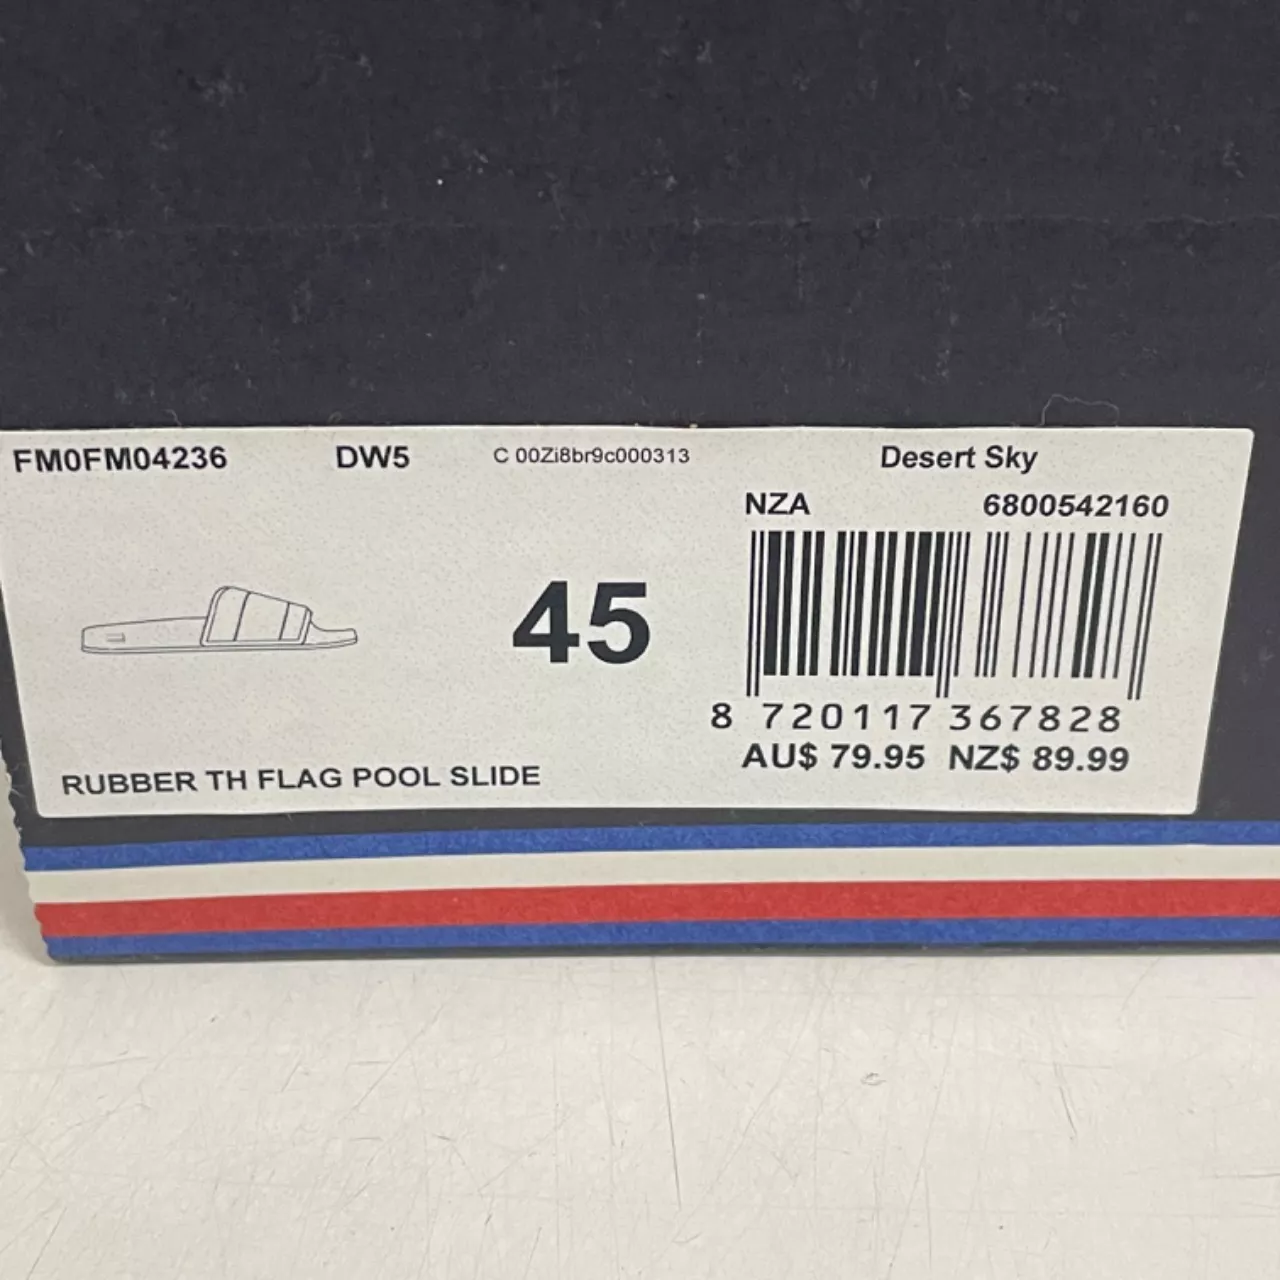 FM0FM04236 DW5 C 00Zi8br9c000313 Desert Sky
NZA 6800542160
45
8 720117 367828
AU$ 79.95 NZ$ 89.99
RUBBER TH FLAG POOL SLIDE